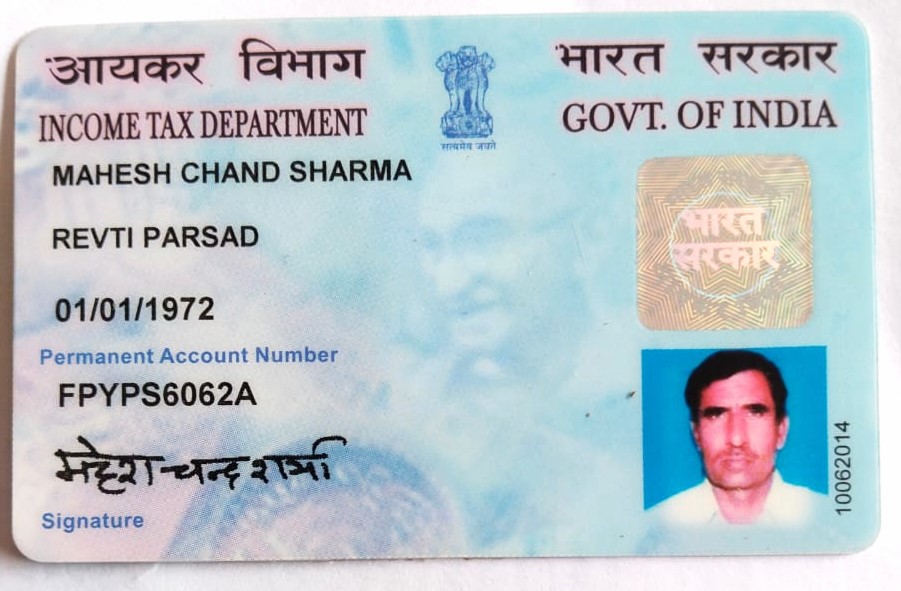 आयकर विभाग
भारत सरकार
INCOME TAX DEPARTMENT
GOVT. OF INDIA
सत्यमेव जयते
MAHESH CHAND SHARMA
REVTI PARSAD
भारत
सरकार
01/01/1972
Permanent Account Number
FPYPS6062A
महेश चन्द शर्मा
Signature
10062014